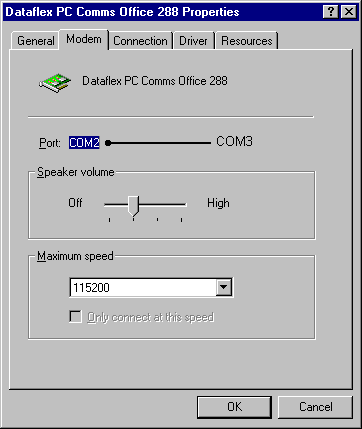 Dataflex PC Comms Office 288 Properties
General Modem Connection Driver Resources
Dataflex PC Comms Office 288
Port: COM2 COM3
Speaker volume
Off High
Maximum speed
115200
Only connect at this speed
OK Cancel